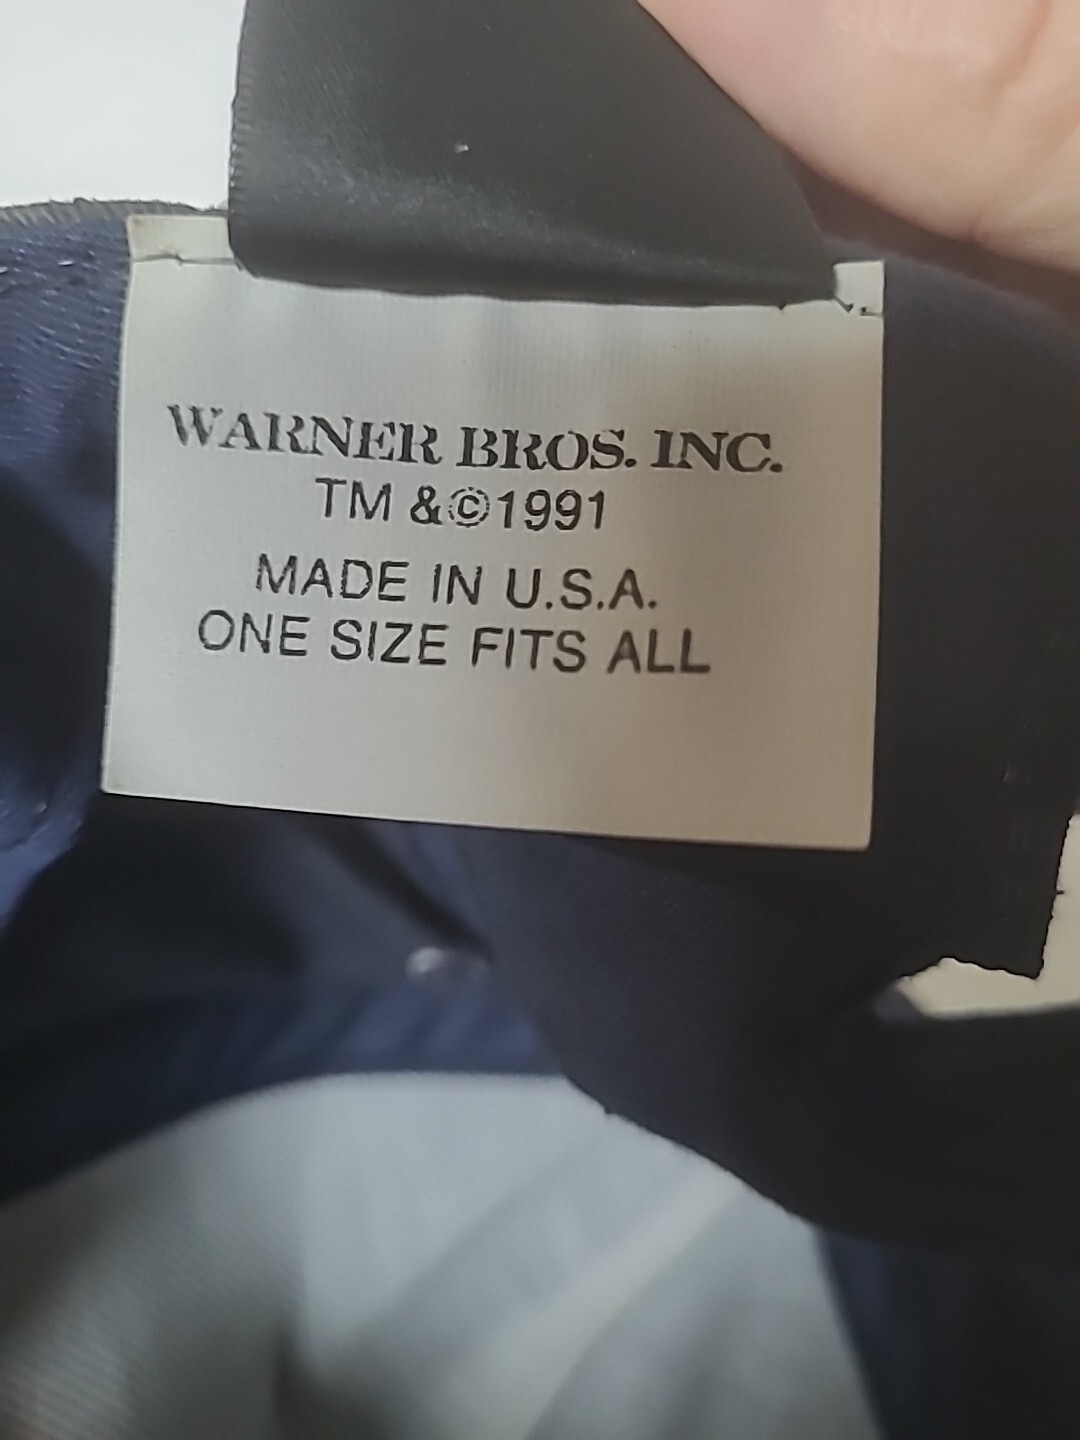 WARNER BROS. INC.
TM &©1991
MADE IN U.S.A.
ONE SIZE FITS ALL